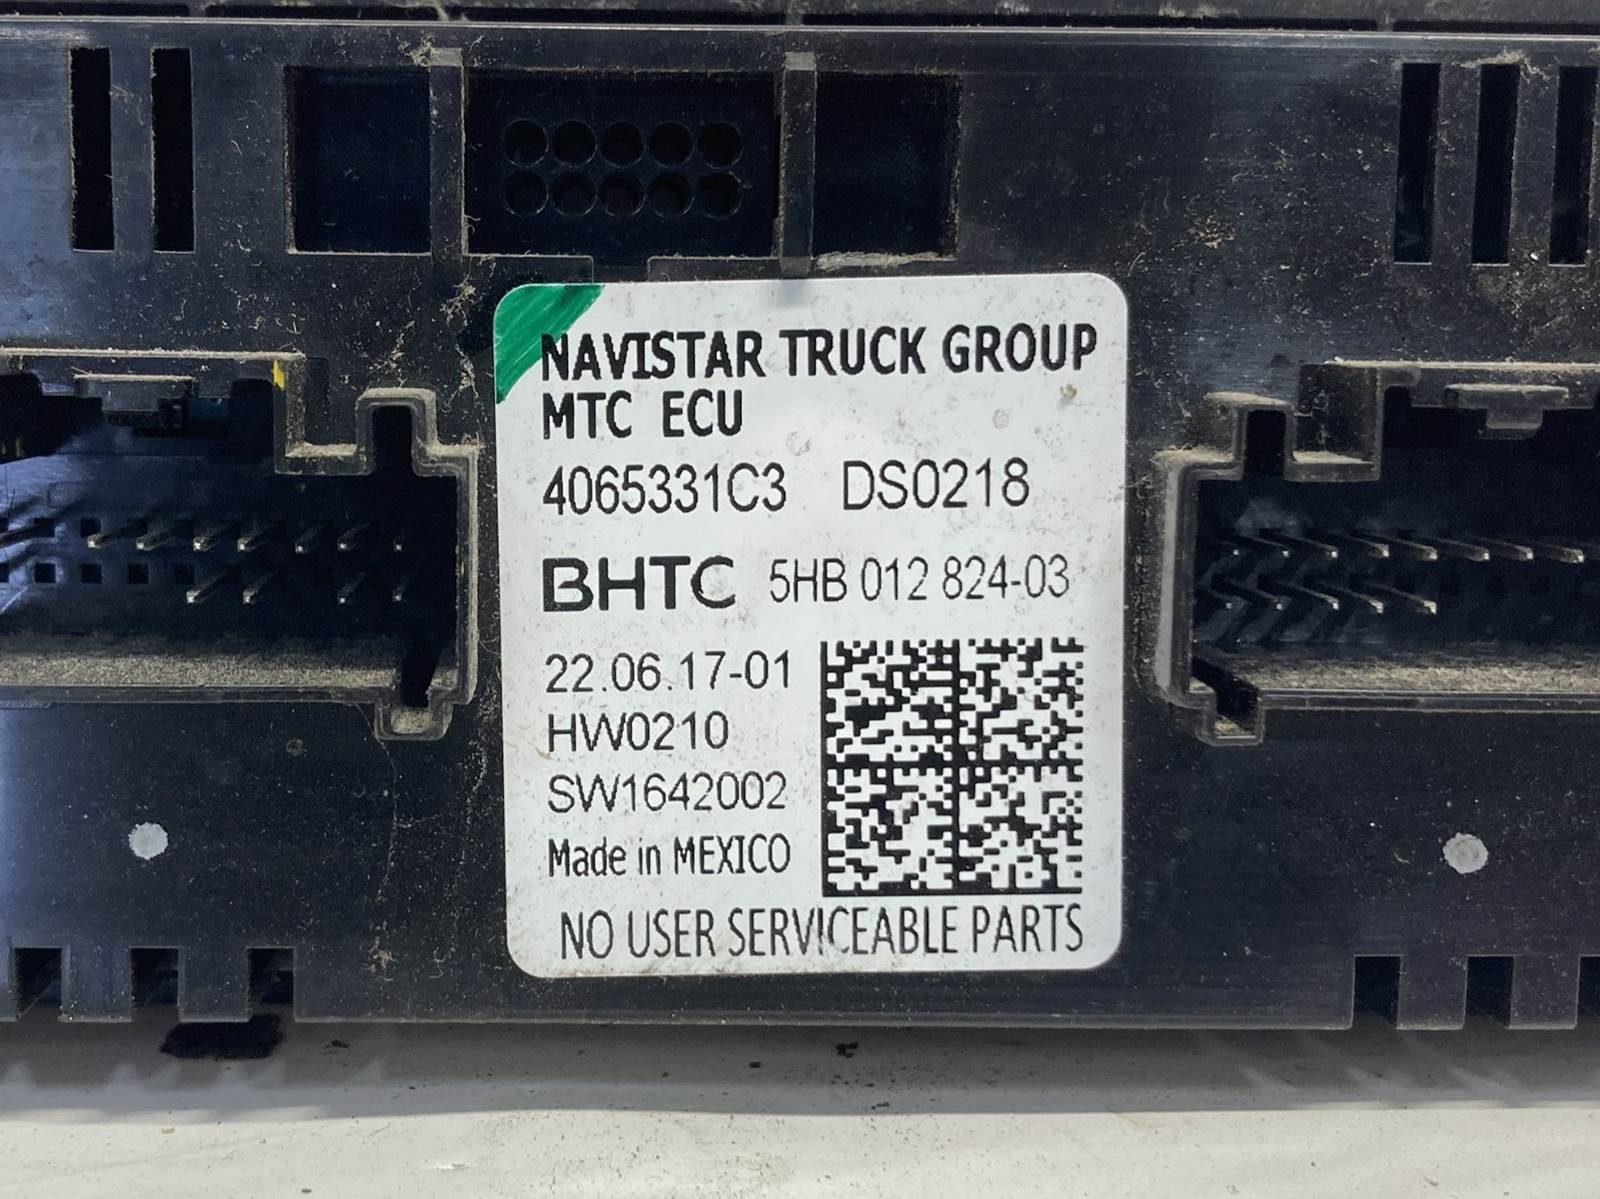 NAVISTAR TRUCK GROUP
MTC ECU
4065331C3 DS0218
BHTC 5HB 012 824-03
22.06.17-01
HW0210
SW1642002
Made in MEXICO
NO USER SERVICEABLE PARTS